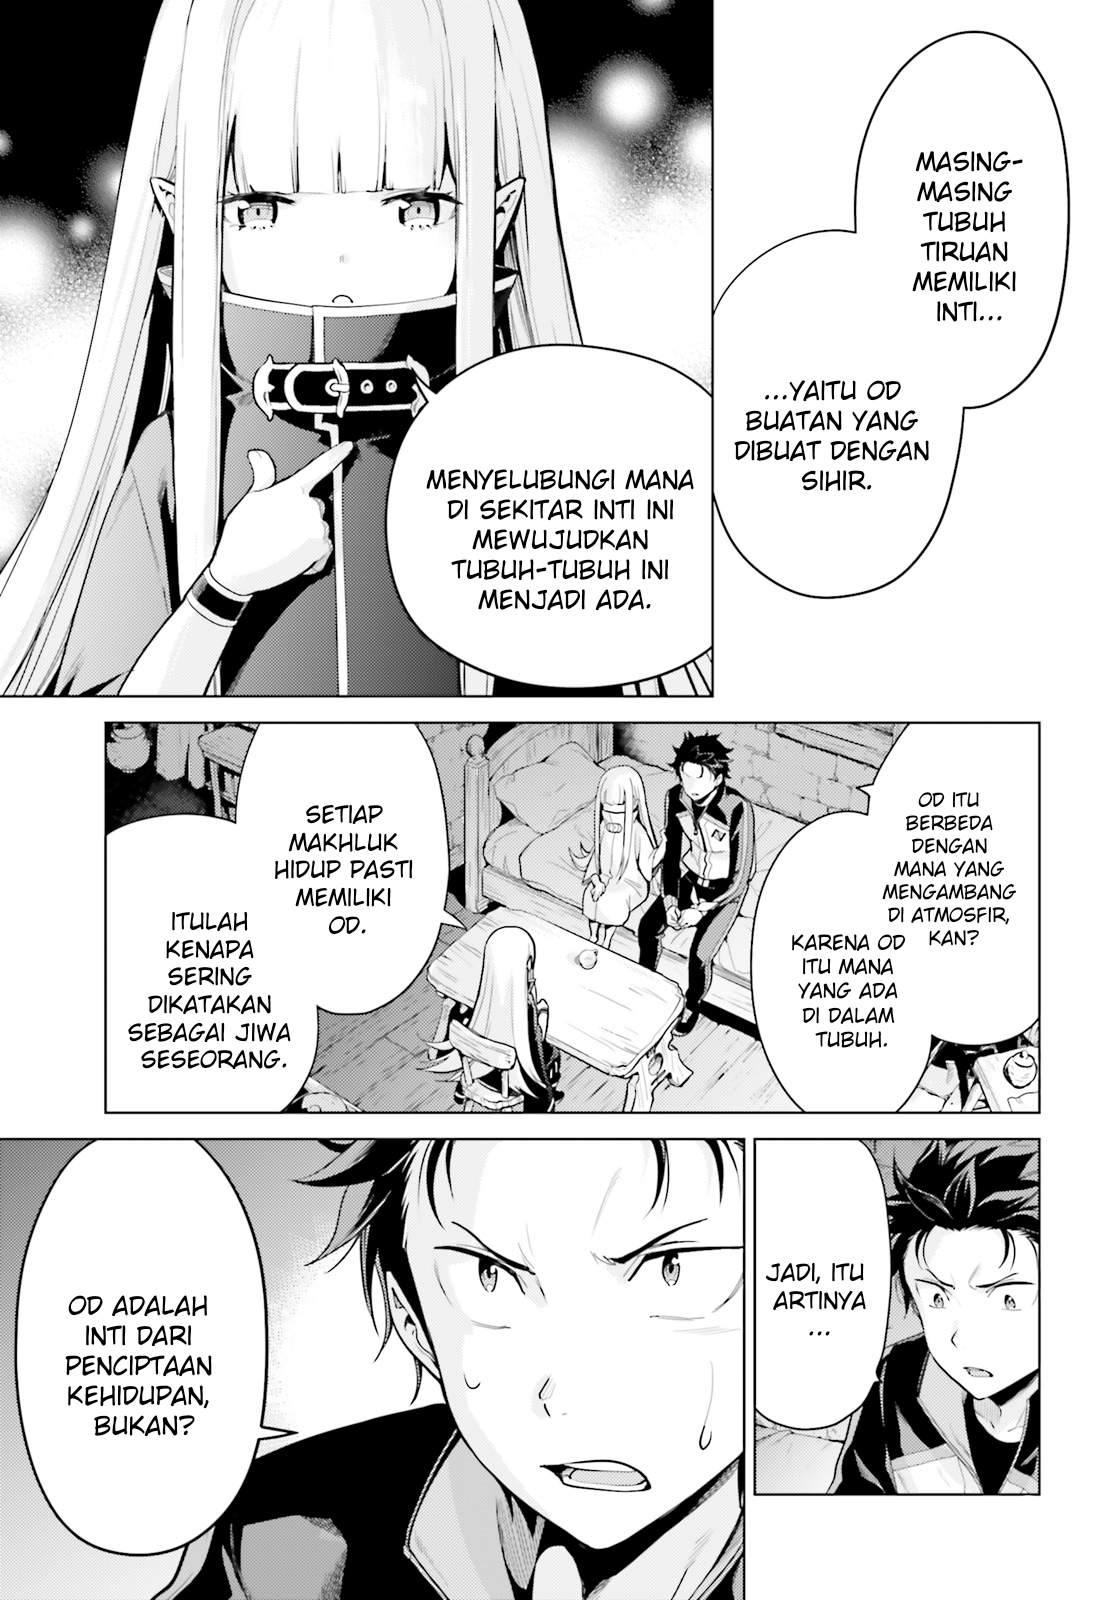 MASING-
MASING
TUBUH
TIRUAN
MEMILIKI
INTI...
...YAITU OD
BUATAN YANG
DIBUAT DENGAN
SIHIR.
MENYELUBUNGI MANA
DI SEKITAR INTI INI
MEWUJUDKAN
TUBUH-TUBUH INI
MENJADI ADA.
OD ITU
BERBEDA
DENGAN
MANA YANG
MENGAMBANG
DI ATMOSFIR,
KAN?
KARENA OD
ITU MANA
YANG ADA
DI DALAM
TUBUH.
SETIAP
MAKHLUK
HIDUP PASTI
MEMILIKI
OD.
ITULAH
KENAPA
SERING
DIKATAKAN
SEBAGAI JIWA
SESEORANG.
JADI, ITU
ARTINYA
...
OD ADALAH
INTI DARI
PENCIPTAAN
KEHIDUPAN,
BUKAN?